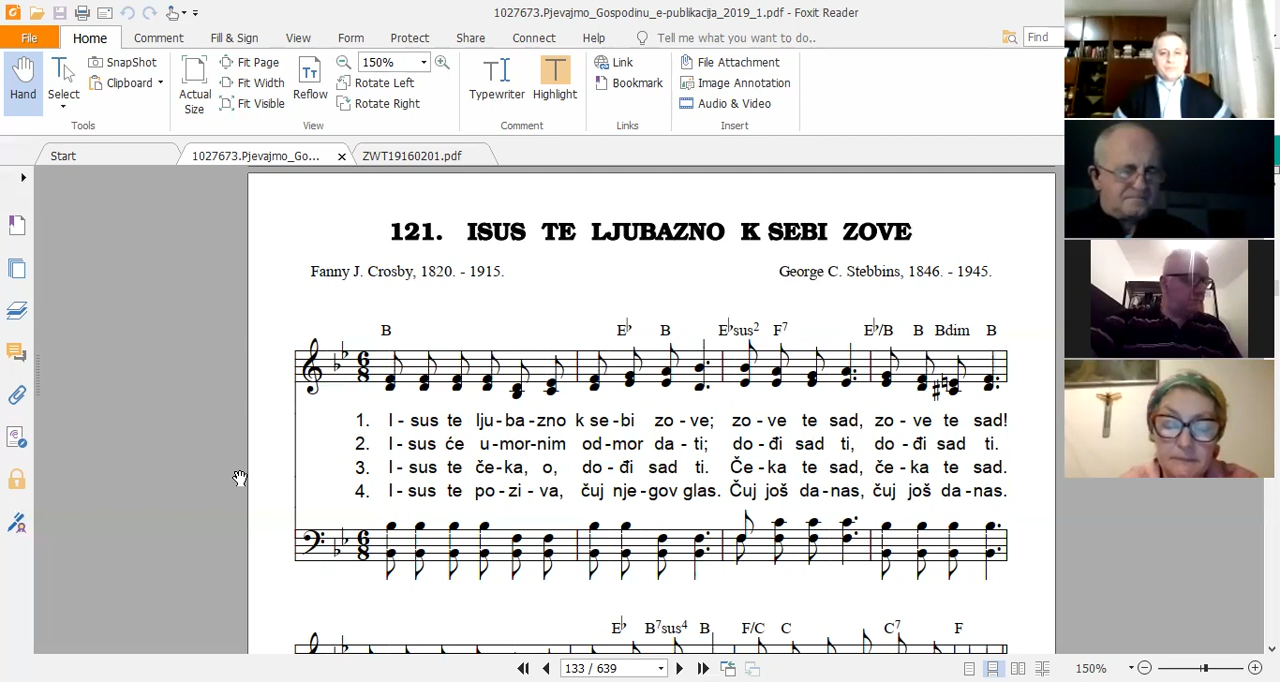 1027673.Pjevajmo_Gospodinu_e-publikacija_2019_1.pdf - Foxit Reader
File Home Comment Fill & Sign View Form Protect Share Connect Help Tell me what you want to do.. Find
SnapShot Fit Page 150% Link File Attachment
Clipboard Fit Width Rotate Left Bookmark Image Annotation
Hand Select Actual Size Fit Visible Reflow Rotate Right Typewriter Highlight Audio & Video
Tools View Comment Links Insert
Start 1027673.Pjevajmo_Go... ZWT19160201.pdf
121. ISUS TE LJUBAZNO K SEBI ZOVE
Fanny J. Crosby, 1820. - 1915. George C. Stebbins, 1846. - 1945.
B E♭ B E♭sus2 F7 E♭/B B Bdim B
6 8
1. I-sus te lju-ba-zno k se-bi zo-ve; zo-ve te sad, zo-ve te sad!
2. I-sus će u-mor-nim od-mor da-ti; do-đi sad ti, do-đi sad ti.
3. I-sus te če-ka, o, do-đi sad ti. Če-ka te sad, če-ka te sad.
4. I-sus te po-zi-va, čuj nje-gov glas. Čuj još da-nas, čuj još da-nas.
6 8
E♭ B7sus4 B F/C C C7 F
133 / 639 150%